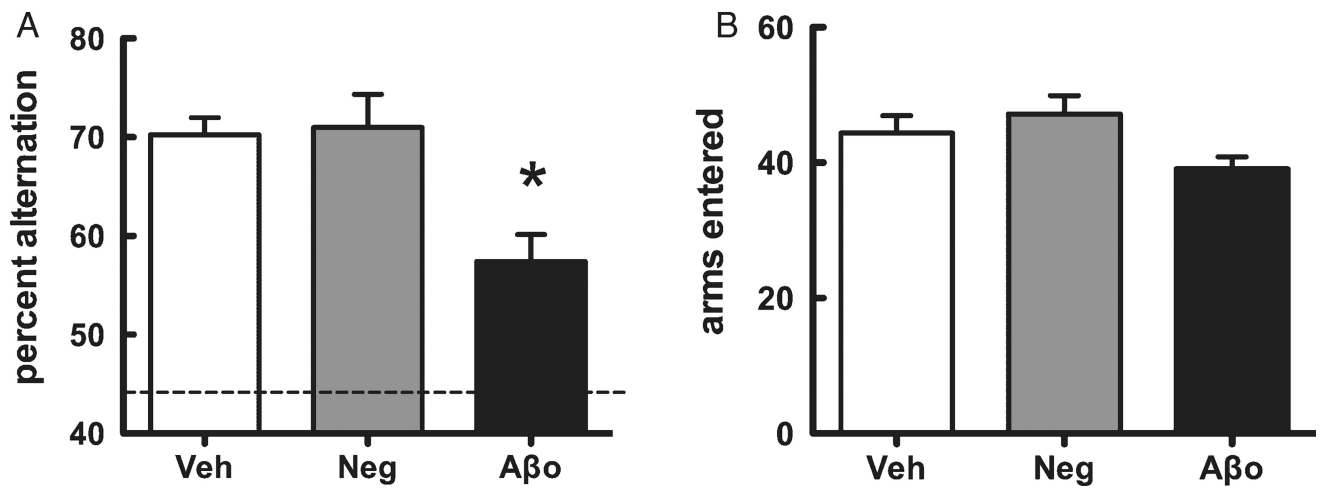 A
percent alternation
80
70
60
50
40
*
Veh Neg Aβo
B
arms entered
60
40
20
0
Veh Neg Aβo